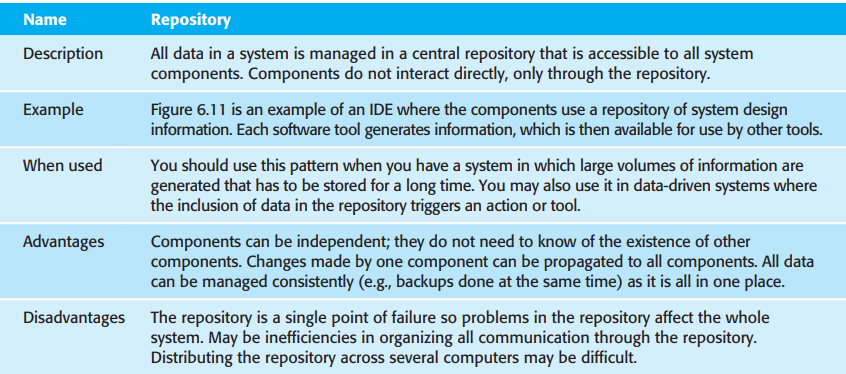 Name Repository
Description All data in a system is managed in a central repository that is accessible to all system
components. Components do not interact directly, only through the repository.
Example Figure 6.11 is an example of an IDE where the components use a repository of system design
information. Each software tool generates information, which is then available for use by other tools.
When used You should use this pattern when you have a system in which large volumes of information are
generated that has to be stored for a long time. You may also use it in data-driven systems where
the inclusion of data in the repository triggers an action or tool.
Advantages Components can be independent; they do not need to know of the existence of other
components. Changes made by one component can be propagated to all components. All data
can be managed consistently (e.g., backups done at the same time) as it is all in one place.
Disadvantages The repository is a single point of failure so problems in the repository affect the whole
system. May be inefficiencies in organizing all communication through the repository.
Distributing the repository across several computers may be difficult.